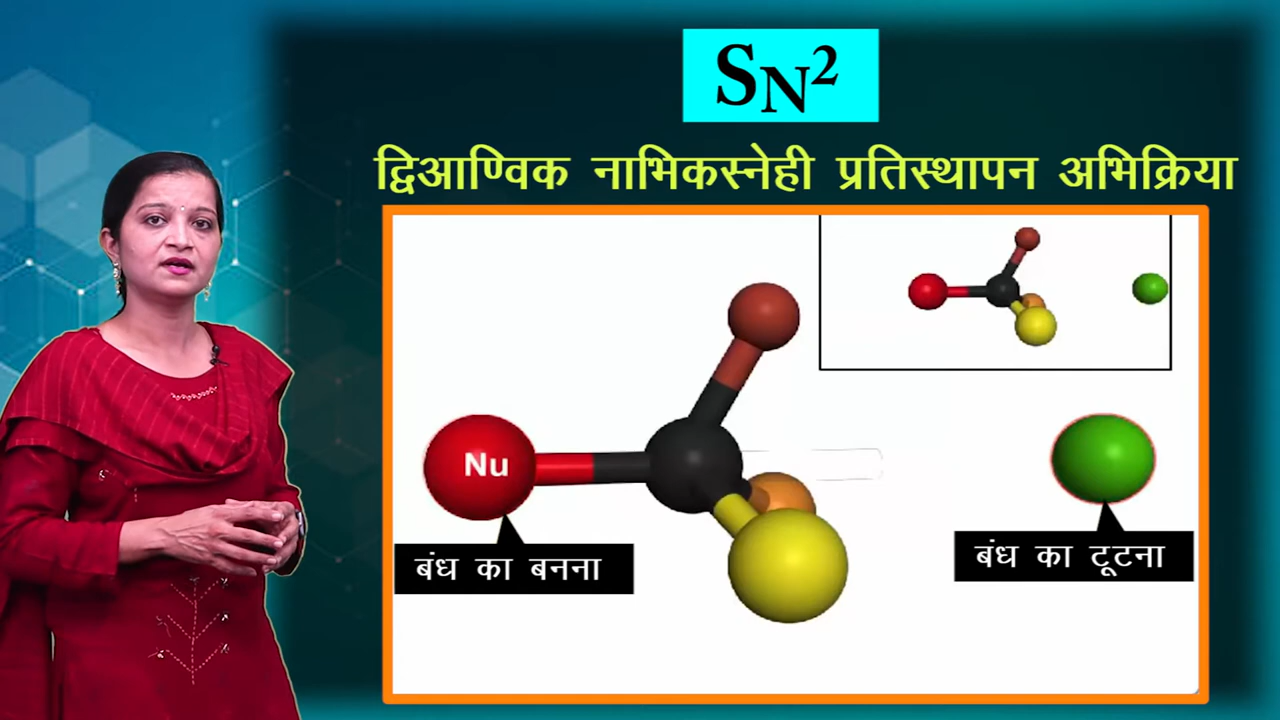 SN²
द्विआण्विक नाभिकस्नेही प्रतिस्थापन अभिक्रिया
Nu
बंध का बनना
बंध का टूटना